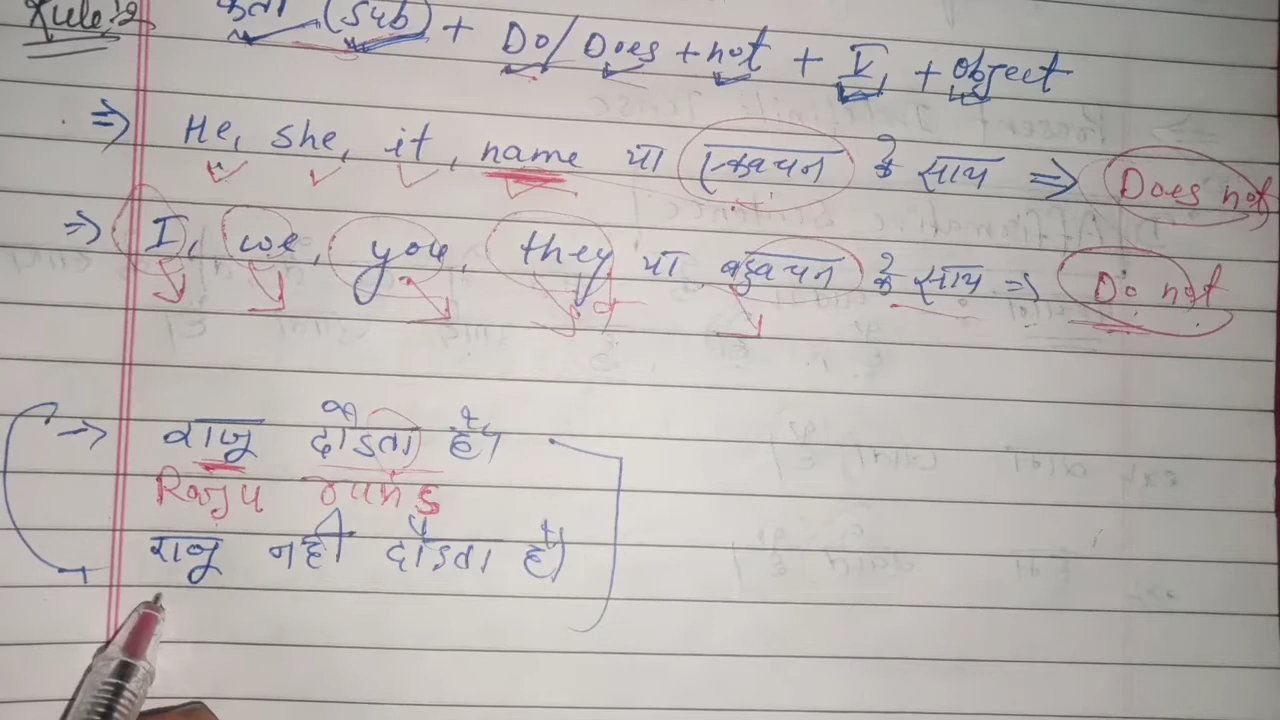 Rule:2 कर्ता (Sub) + Do/Does + not + I + object
⇒ He, she, it, name या एकवचन के साथ ⇒ Does not
⇒ I, we, you, they या बहुवचन के साथ ⇒ Do not
→ राजू दौड़ता है।
Raju runs
राजू नहीं दौड़ता है।